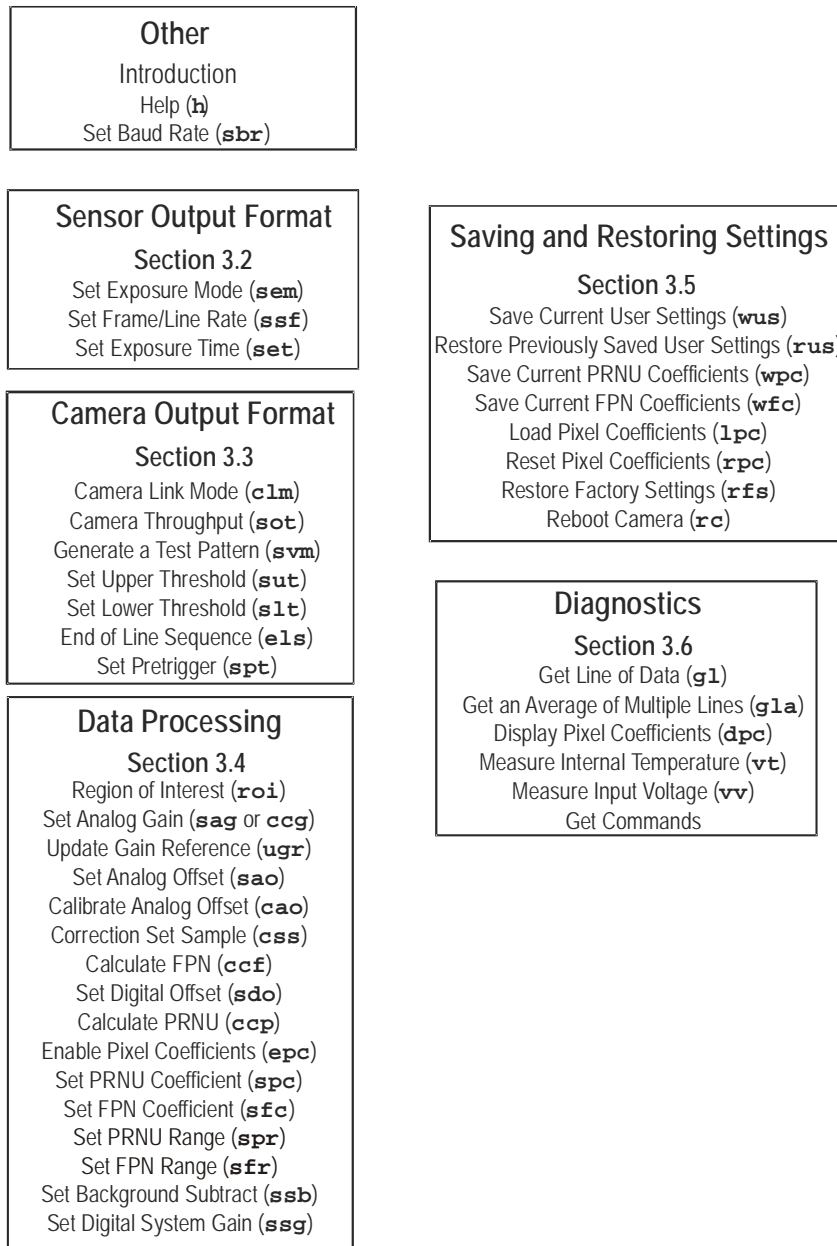 Other
Introduction
Help (h)
Set Baud Rate (sbr)
Sensor Output Format
Section 3.2
Set Exposure Mode (sem)
Set Frame/Line Rate (ssf)
Set Exposure Time (set)
Camera Output Format
Section 3.3
Camera Link Mode (clm)
Camera Throughput (sot)
Generate a Test Pattern (svm)
Set Upper Threshold (sut)
Set Lower Threshold (slt)
End of Line Sequence (els)
Set Pretrigger (spt)
Data Processing
Section 3.4
Region of Interest (roi)
Set Analog Gain (sag or ccg)
Update Gain Reference (ugr)
Set Analog Offset (sao)
Calibrate Analog Offset (cao)
Correction Set Sample (css)
Calculate FPN (ccf)
Set Digital Offset (sdo)
Calculate PRNU (ccp)
Enable Pixel Coefficients (epc)
Set PRNU Coefficient (spc)
Set FPN Coefficient (sfc)
Set PRNU Range (spr)
Set FPN Range (sfr)
Set Background Subtract (ssb)
Set Digital System Gain (ssg)
Saving and Restoring Settings
Section 3.5
Save Current User Settings (wus)
Restore Previously Saved User Settings (rus)
Save Current PRNU Coefficients (wpc)
Save Current FPN Coefficients (wfc)
Load Pixel Coefficients (lpc)
Reset Pixel Coefficients (rpc)
Restore Factory Settings (rfs)
Reboot Camera (rc)
Diagnostics
Section 3.6
Get Line of Data (gl)
Get an Average of Multiple Lines (gla)
Display Pixel Coefficients (dpc)
Measure Internal Temperature (vt)
Measure Input Voltage (vv)
Get Commands